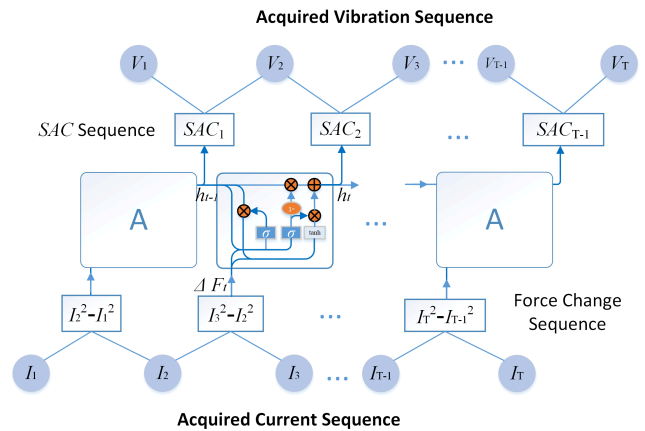 Acquired Vibration Sequence
V1 V2 V3 ... VT-1 VT
SAC Sequence
SAC1 SAC2 ... SACT-1
A
ht-1
1-
σ σ tanh
ht
...
A
Δ Ft
I2²-I1² I3²-I2² ... IT²-IT-1²
Force Change
Sequence
I1 I2 I3 ... IT-1 IT
Acquired Current Sequence